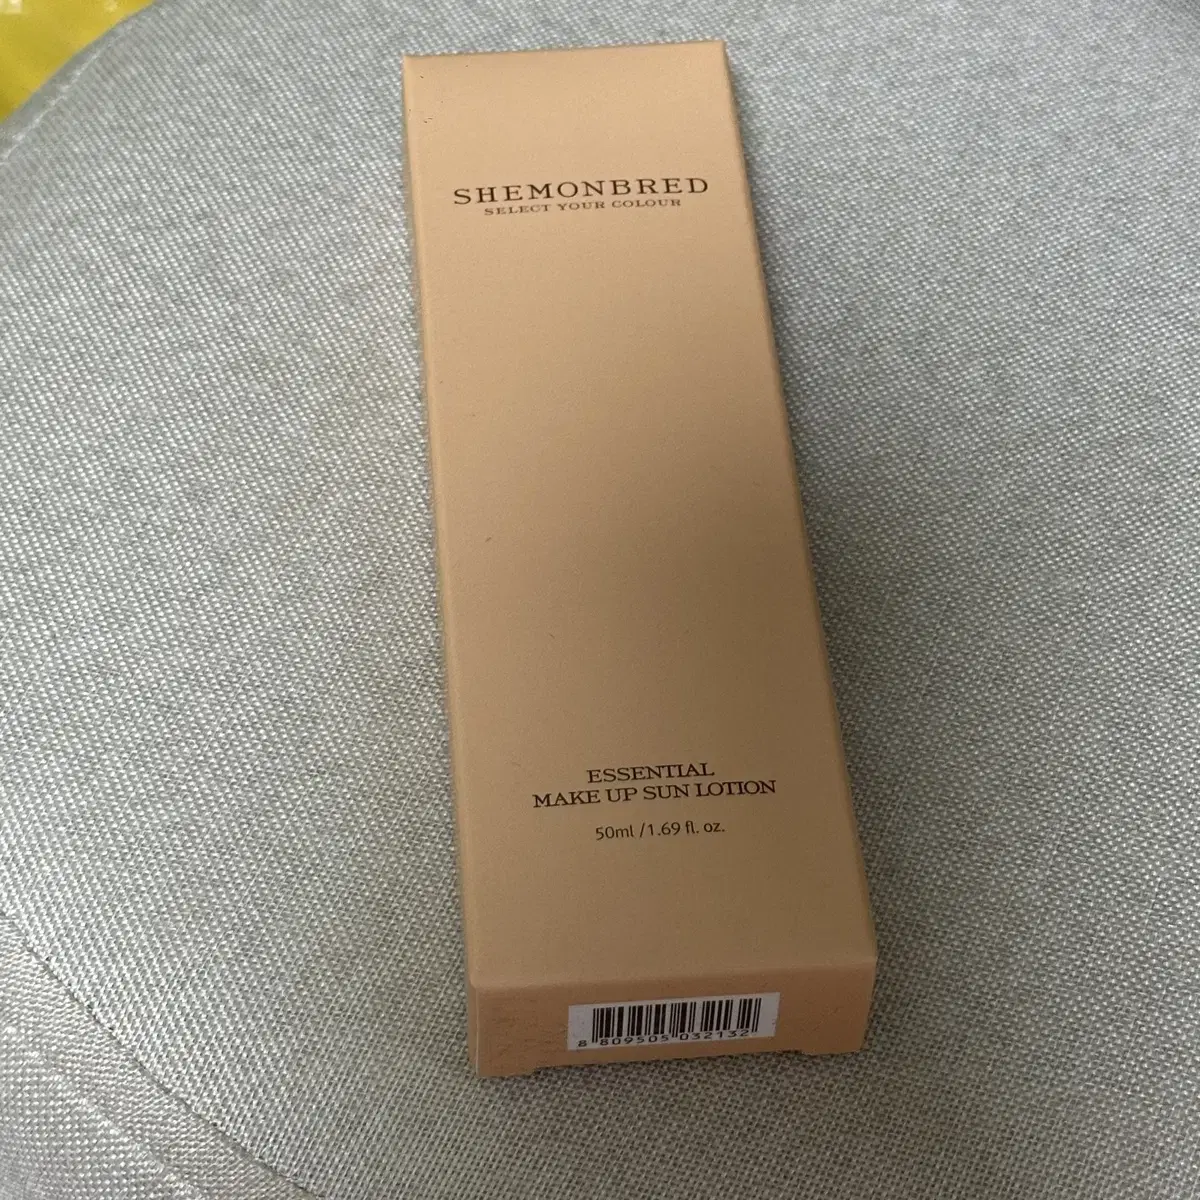 SHEMONBRED
SELECT YOUR COLOUR
ESSENTIAL
MAKE UP SUN LOTION
50ml /1.69 fl. oz.
8 809505 032132